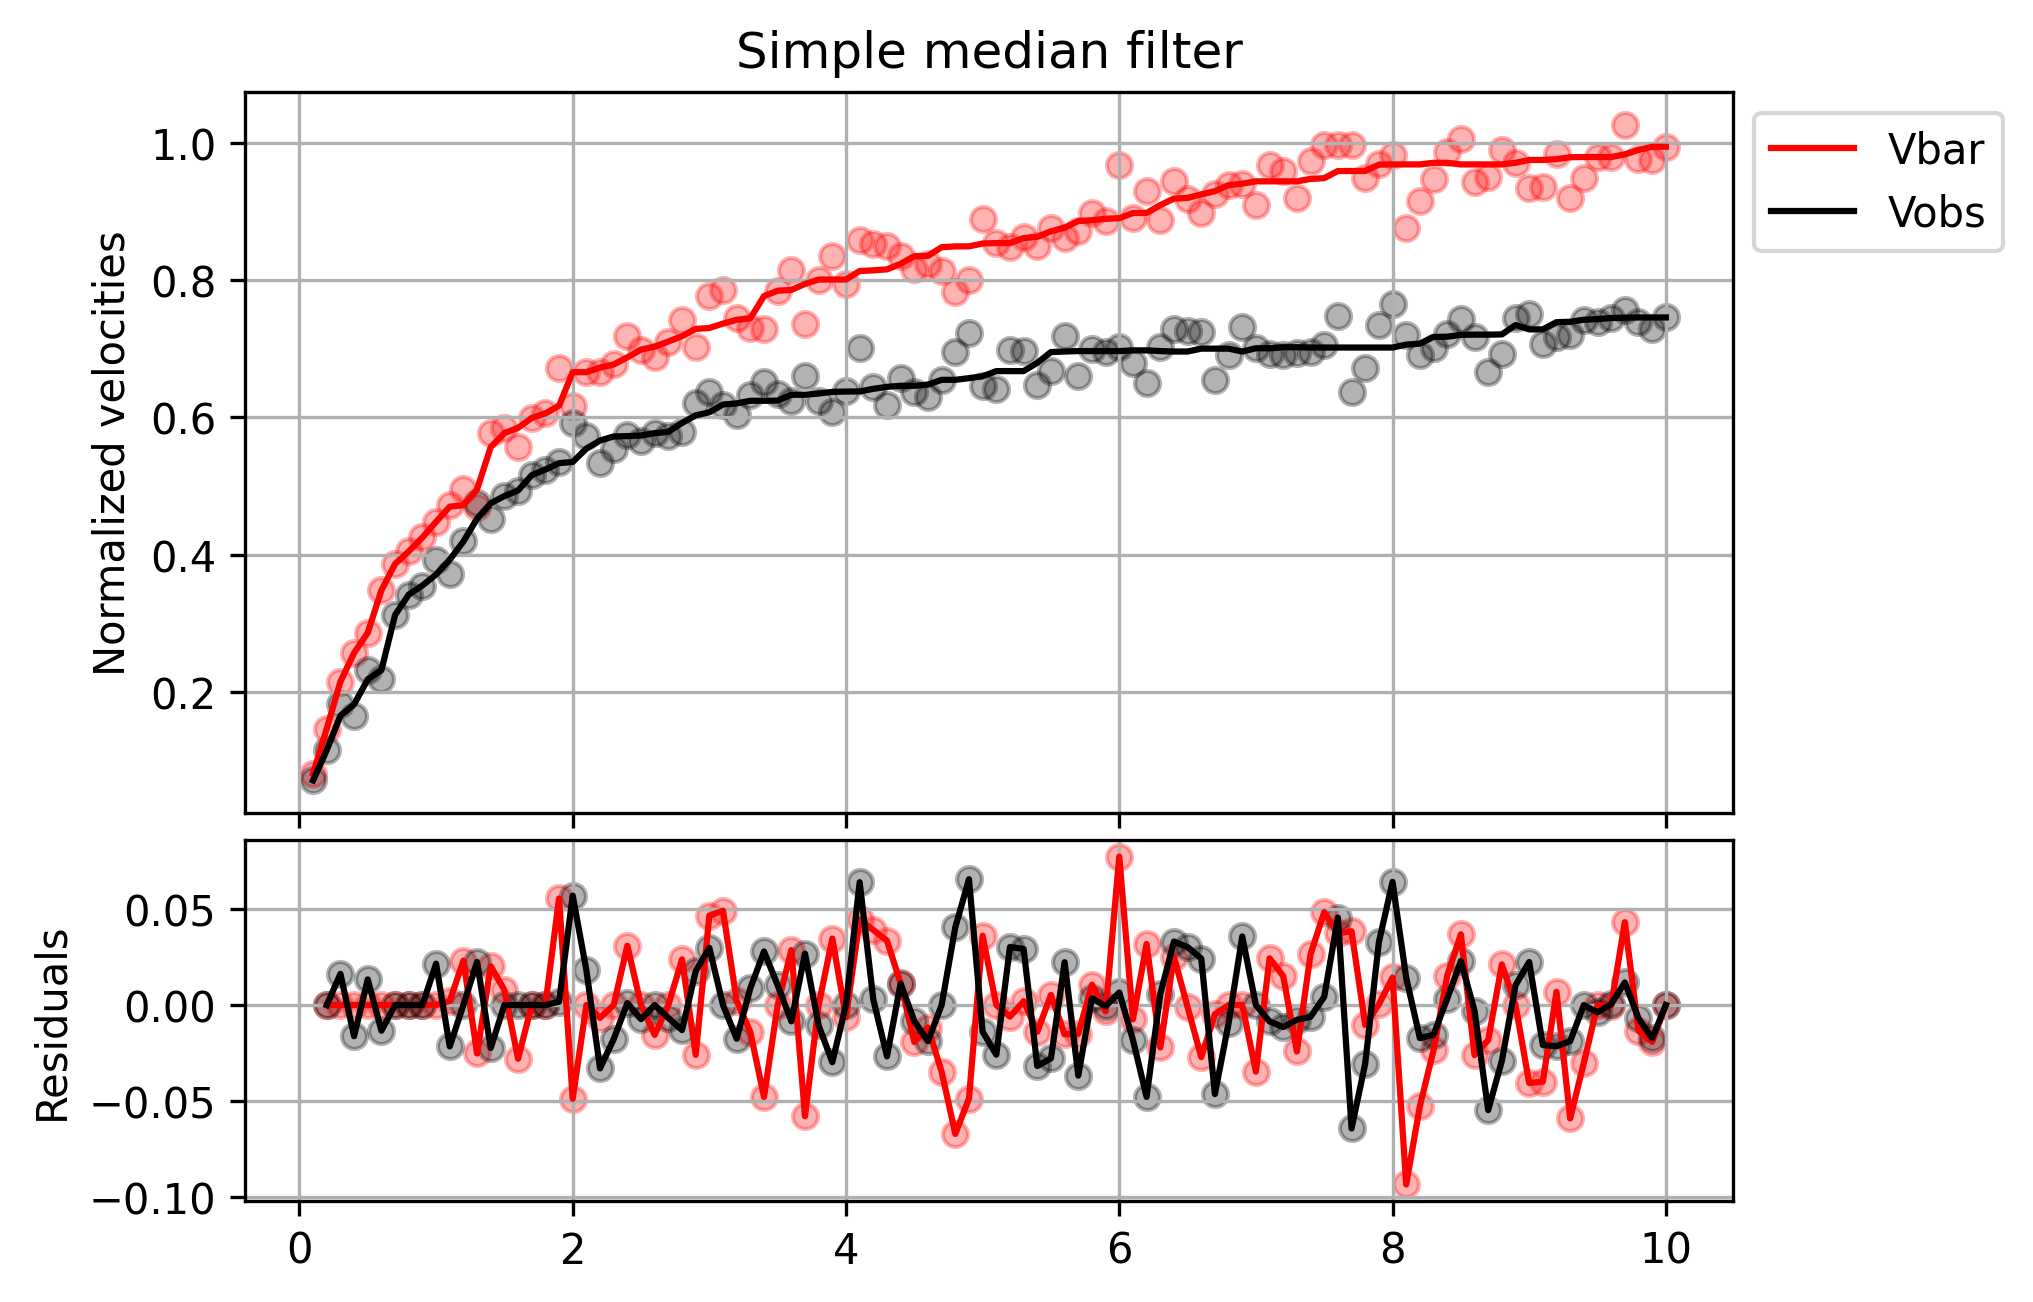 Simple median filter
Normalized velocities
1.0
0.8
0.6
0.4
0.2
Vbar
Vobs
Residuals
0.05
0.00
−0.05
−0.10
0 2 4 6 8 10